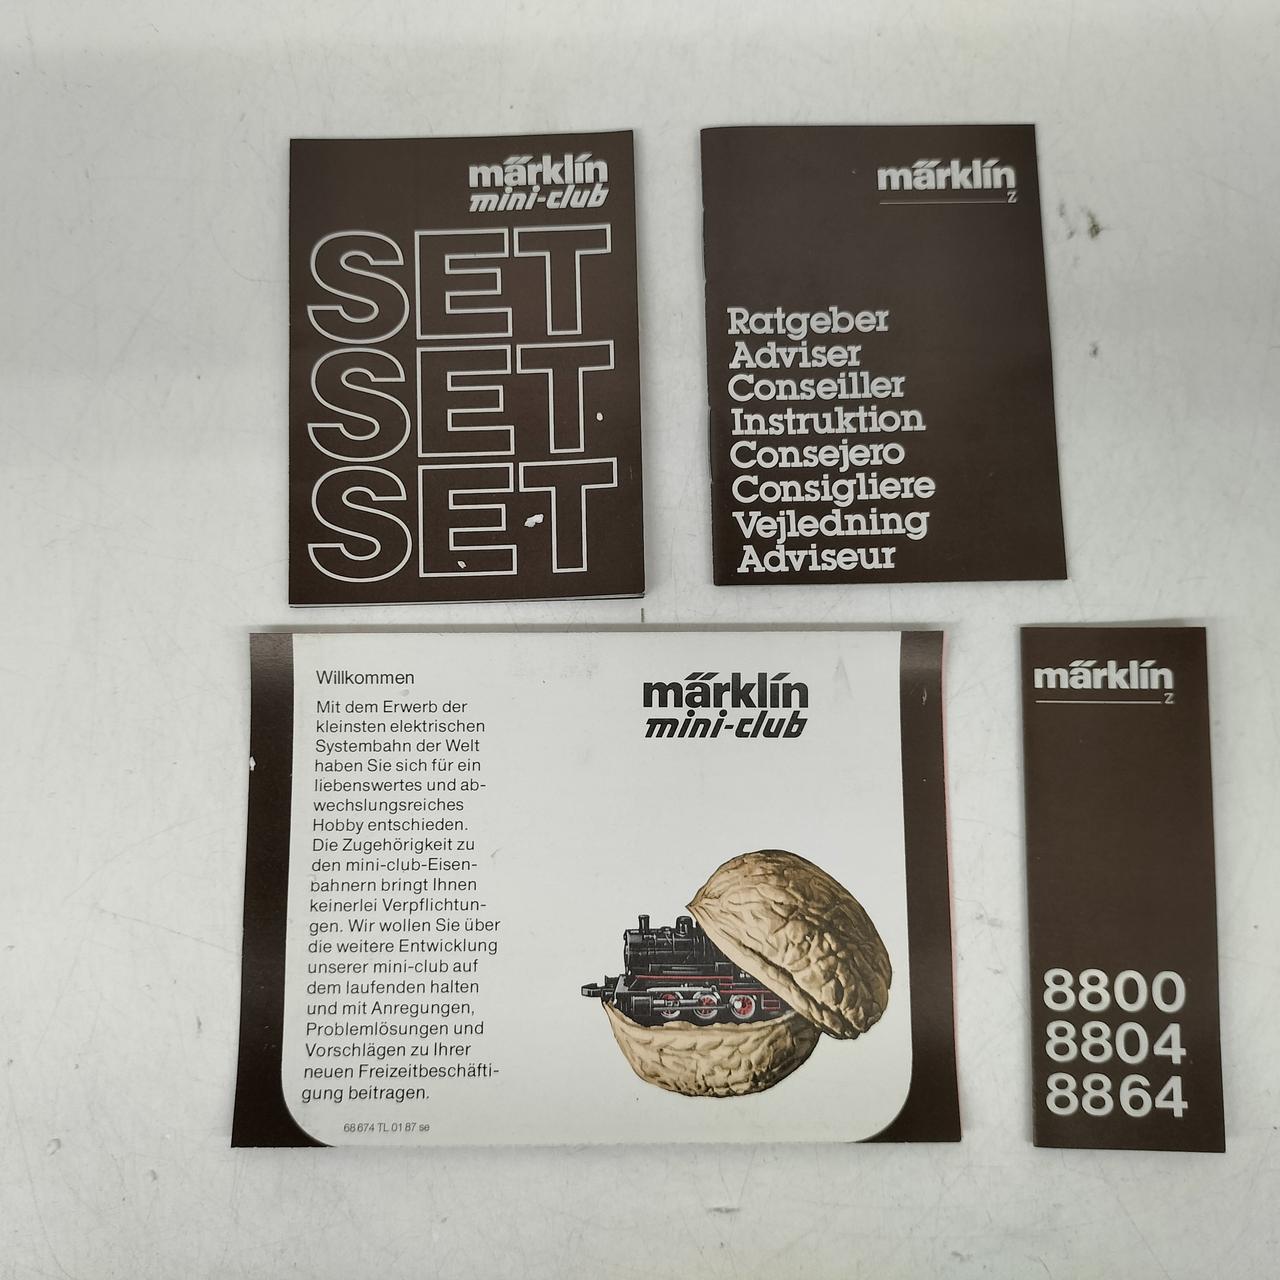 märklin
mini-club
SET
SET
SET
märklin
Z
Ratgeber
Adviser
Conseiller
Instruktion
Consejero
Consigliere
Vejledning
Adviseur
Willkommen
Mit dem Erwerb der
kleinsten elektrischen
Systembahn der Welt
haben Sie sich für ein
liebenswertes und ab-
wechslungsreiches
Hobby entschieden.
Die Zugehörigkeit zu
den mini-club-Eisen-
bahnern bringt Ihnen
keinerlei Verpflichtun-
gen. Wir wollen Sie über
die weitere Entwicklung
unserer mini-club auf
dem laufenden halten
und mit Anregungen,
Problemlösungen und
Vorschlägen zu Ihrer
neuen Freizeitbeschäfti-
gung beitragen.
68 674 TL 01 87 se
märklin
mini-club
märklin
Z
8800
8804
8864